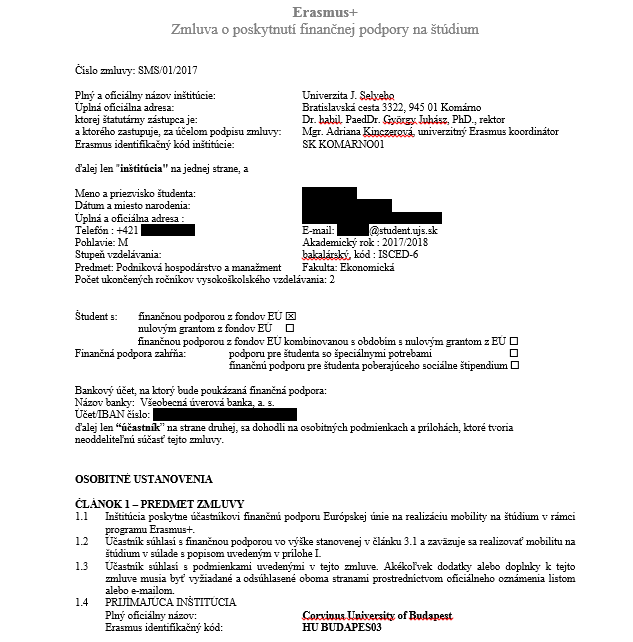 Erasmus+
Zmluva o poskytnutí finančnej podpory na štúdium
Číslo zmluvy: SMS/01/2017
Plný a oficiálny názov inštitúcie: Univerzita J. Selyeho
Úplná oficiálna adresa: Bratislavská cesta 3322, 945 01 Komárno
ktorej štatutárny zástupca je: Dr. habil. PaedDr. György Juhász, PhD., rektor
a ktorého zastupuje, za účelom podpisu zmluvy: Mgr. Adriana Kinczerová, univerzitný Erasmus koordinátor
Erasmus identifikačný kód inštitúcie: SK KOMARNO01
ďalej len "inštitúcia" na jednej strane, a
Meno a priezvisko študenta:
Dátum a miesto narodenia:
Úplná a oficiálna adresa :
Telefón : +421 E-mail: @student.ujs.sk
Pohlavie: M Akademický rok : 2017/2018
Stupeň vzdelávania: bakalársky, kód : ISCED-6
Predmet: Podniková hospodárstvo a manažment Fakulta: Ekonomická
Počet ukončených ročníkov vysokoškolského vzdelávania: 2
Študent s: finančnou podporou z fondov EÚ ☒
nulovým grantom z fondov EÚ ☐
finančnou podporou z fondov EÚ kombinovanou s obdobím s nulovým grantom z EÚ ☐
Finančná podpora zahŕňa: podporu pre študenta so špeciálnymi potrebami ☐
finančnú podporu pre študenta poberajúceho sociálne štipendium ☐
Bankový účet, na ktorý bude poukázaná finančná podpora:
Názov banky: Všeobecná úverová banka, a. s.
Účet/IBAN číslo:
ďalej len “účastník” na strane druhej, sa dohodli na osobitných podmienkach a prílohách, ktoré tvoria
neoddeliteľnú súčasť tejto zmluvy.
OSOBITNÉ USTANOVENIA
ČLÁNOK 1 – PREDMET ZMLUVY
1.1 Inštitúcia poskytne účastníkovi finančnú podporu Európskej únie na realizáciu mobility na štúdium v rámci
programu Erasmus+.
1.2 Účastník súhlasí s finančnou podporou vo výške stanovenej v článku 3.1 a zaväzuje sa realizovať mobilitu na
štúdium v súlade s popisom uvedeným v prílohe I.
1.3 Účastník súhlasí s podmienkami uvedenými v tejto zmluve. Akékoľvek dodatky alebo doplnky k tejto
zmluve musia byť vyžiadané a odsúhlasené oboma stranami prostredníctvom oficiálneho oznámenia listom
alebo e-mailom.
1.4 PRIJÍMAJÚCA INŠTITÚCIA
Plný oficiálny názov: Corvinus University of Budapest
Erasmus identifikačný kód: HU BUDAPES03